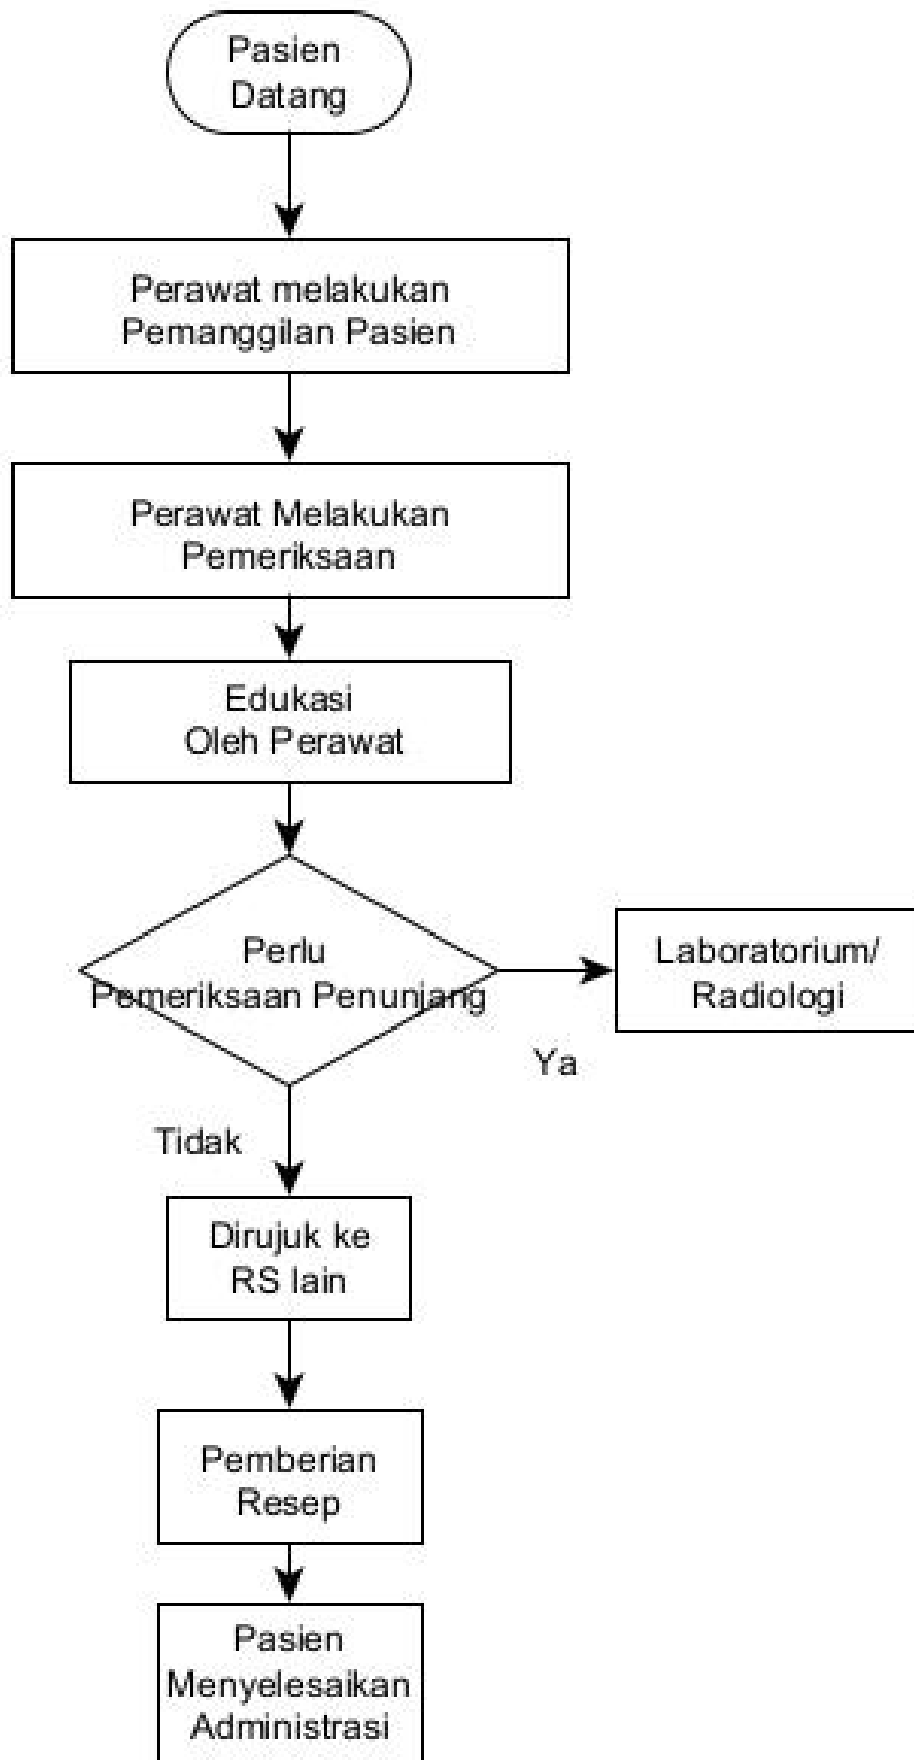 Pasien
Datang
Perawat melakukan
Pemanggilan Pasien
Perawat Melakukan
Pemeriksaan
Edukasi
Oleh Perawat
Perlu
Pemeriksaan Penunjang
Laboratorium/
Radiologi
Ya
Tidak
Dirujuk ke
RS lain
Pemberian
Resep
Pasien
Menyelesaikan
Administrasi